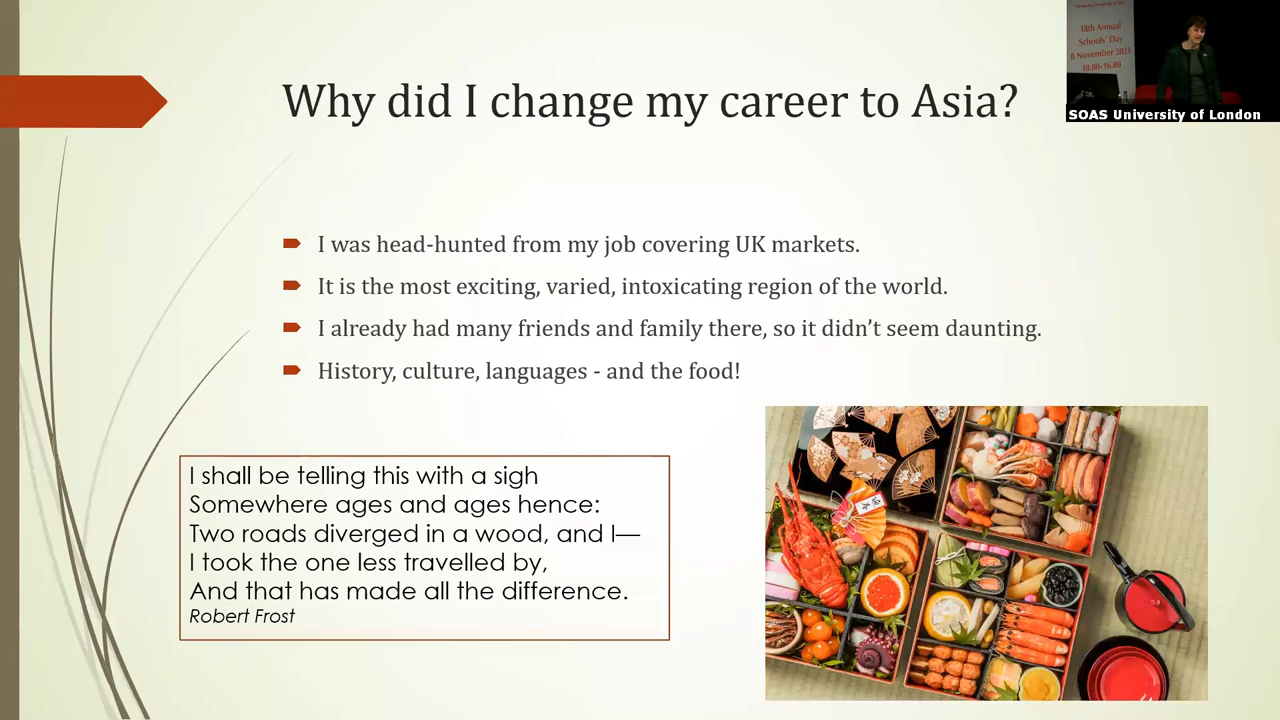 Why did I change my career to Asia?
18th Annual
Schools' Day
8 November 2023
10.00-16.00
SOAS University of London
I was head-hunted from my job covering UK markets.
It is the most exciting, varied, intoxicating region of the world.
I already had many friends and family there, so it didn't seem daunting.
History, culture, languages - and the food!
I shall be telling this with a sigh
Somewhere ages and ages hence:
Two roads diverged in a wood, and I—
I took the one less travelled by,
And that has made all the difference.
Robert Frost